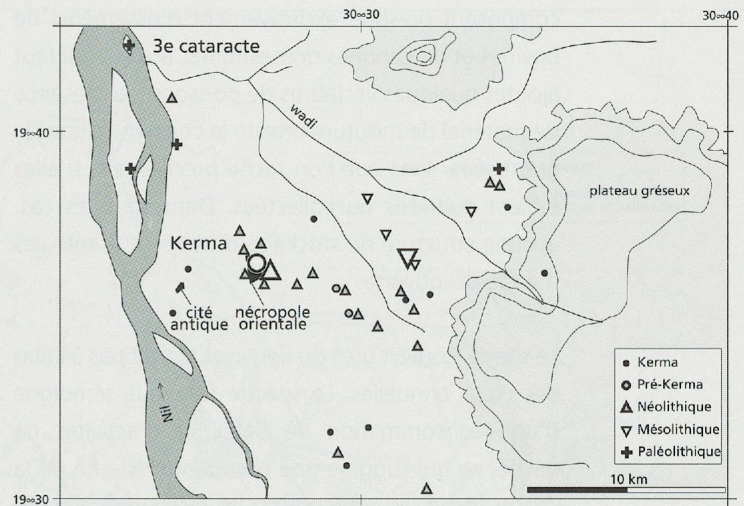 30∞30
30∞40
3e cataracte
wadi
19∞40
plateau gréseux
Kerma
cité
antique
nécropole
orientale
Nil
Kerma
Pré-Kerma
Néolithique
Mésolithique
Paléolithique
10 km
19∞30